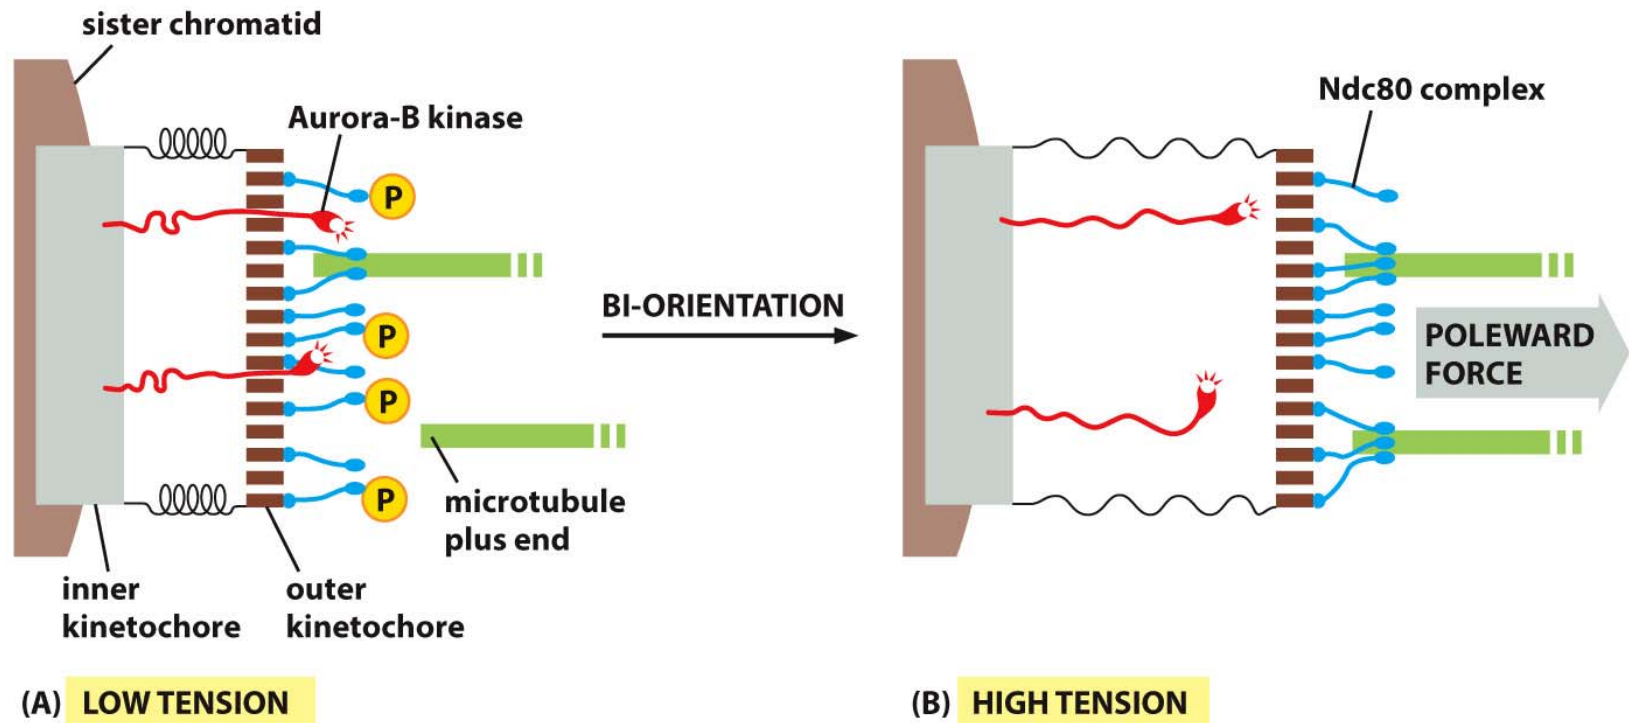 sister chromatid
Aurora-B kinase
P
P
P
P
microtubule
plus end
inner
kinetochore
outer
kinetochore
(A) LOW TENSION
BI-ORIENTATION
Ndc80 complex
POLEWARD
FORCE
(B) HIGH TENSION